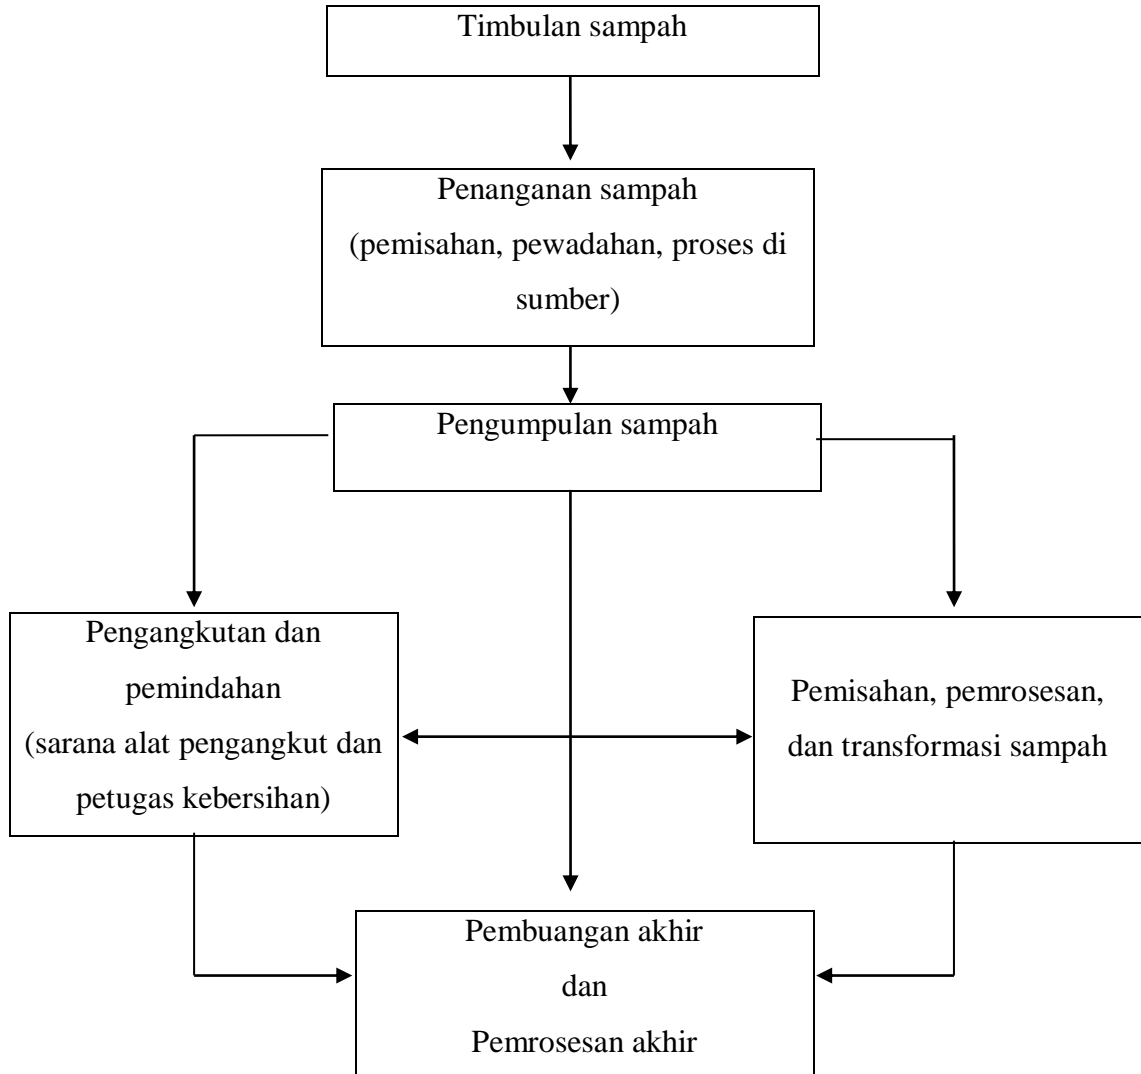 Timbulan sampah
Penanganan sampah
(pemisahan, pewadahan, proses di
sumber)
Pengumpulan sampah
Pengangkutan dan
pemindahan
(sarana alat pengangkut dan
petugas kebersihan)
Pemisahan, pemrosesan,
dan transformasi sampah
Pembuangan akhir
dan
Pemrosesan akhir